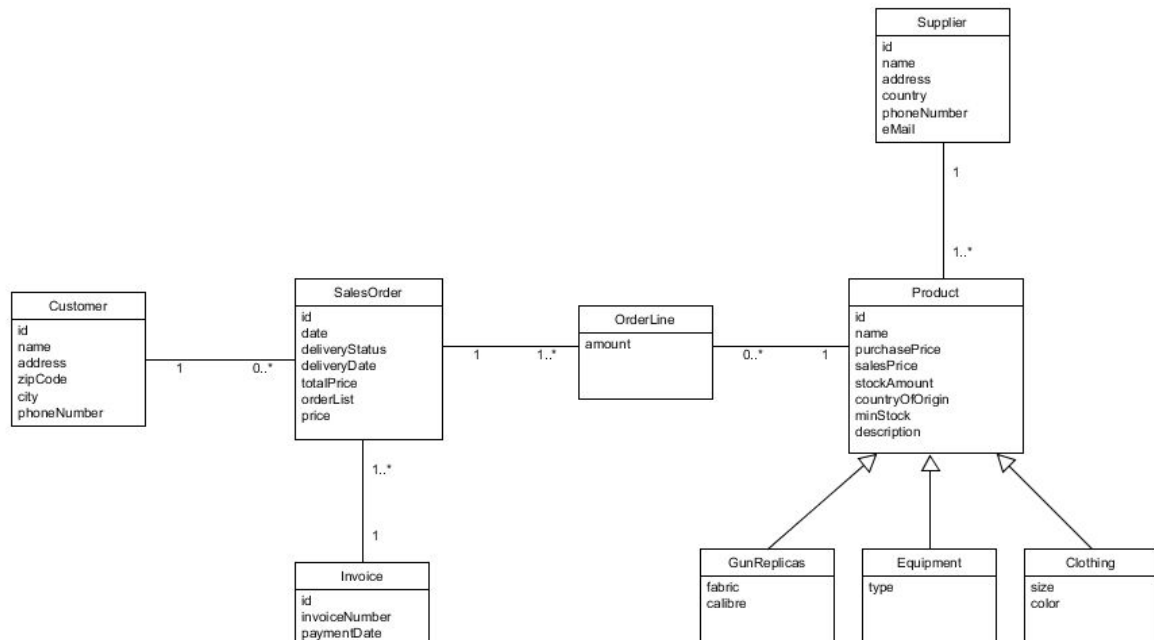 Supplier
id
name
address
country
phoneNumber
eMail
1
1..*
Customer
id
name
address
zipCode
city
phoneNumber
1
0..*
SalesOrder
id
date
deliveryStatus
deliveryDate
totalPrice
orderList
price
1
1..*
OrderLine
amount
0..*
1
Product
id
name
purchasePrice
salesPrice
stockAmount
countryOfOrigin
minStock
description
1..*
1
Invoice
id
invoiceNumber
paymentDate
GunReplicas
fabric
calibre
Equipment
type
Clothing
size
color